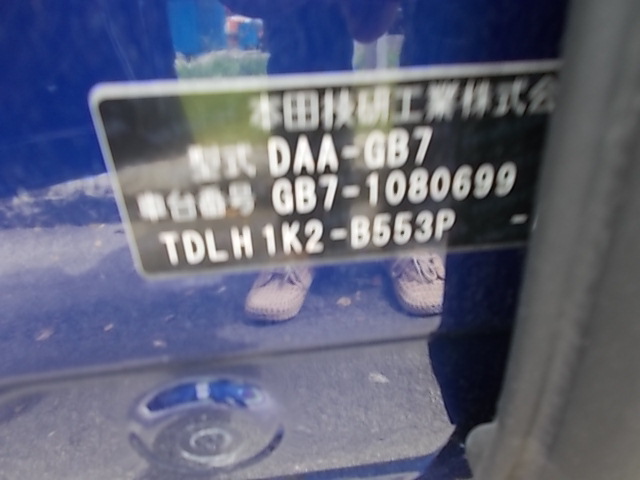 本田技研工業株式会
型式 DAA-GB7
車台番号 GB7-1080699
TDLH1K2-B553P -